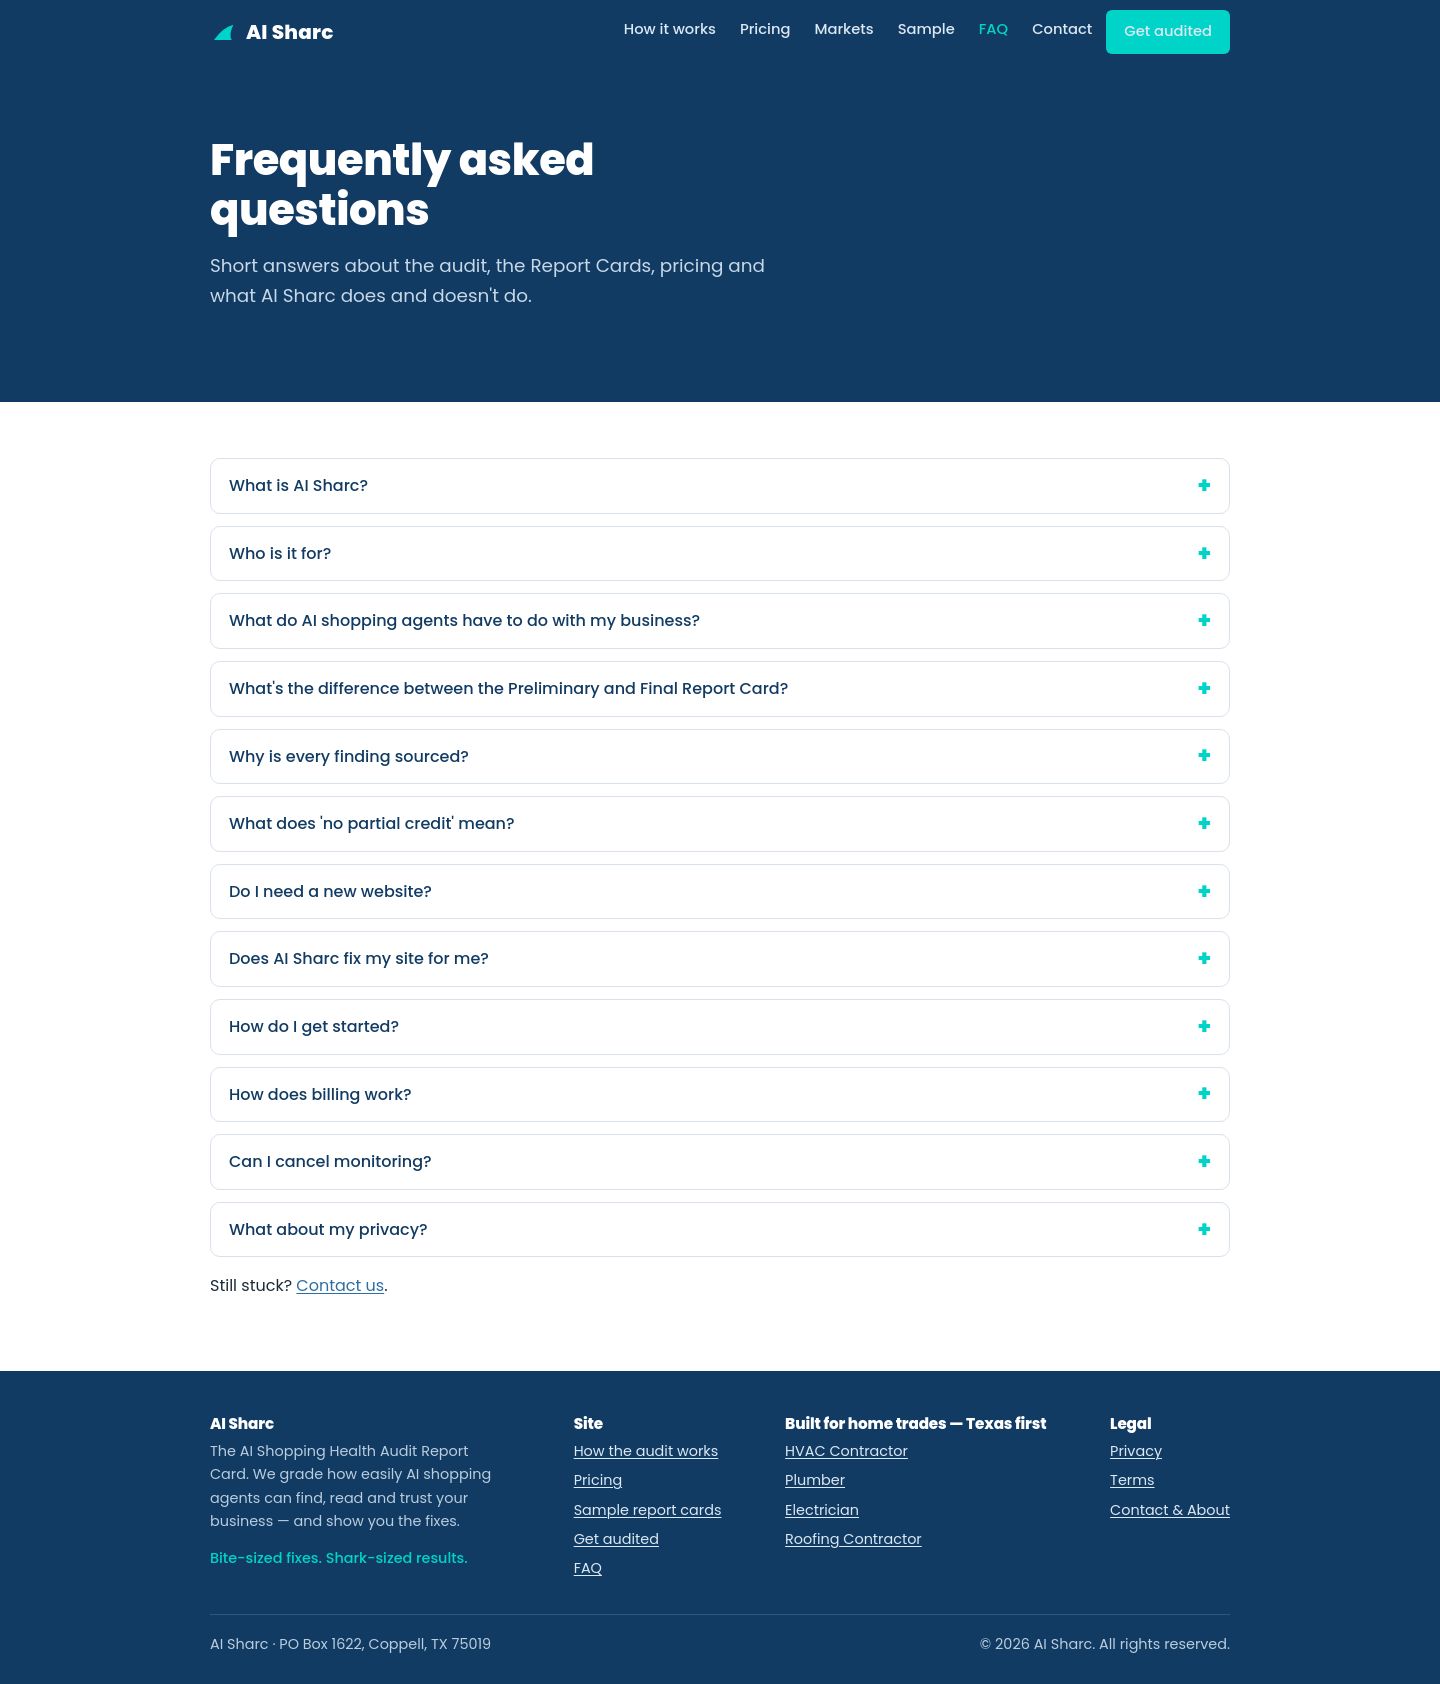 AI Sharc
How it works
Pricing
Markets
Sample
FAQ
Contact
Get audited
Frequently asked
questions
Short answers about the audit, the Report Cards, pricing and
what AI Sharc does and doesn't do.
What is AI Sharc?
Who is it for?
What do AI shopping agents have to do with my business?
What's the difference between the Preliminary and Final Report Card?
Why is every finding sourced?
What does 'no partial credit' mean?
Do I need a new website?
Does AI Sharc fix my site for me?
How do I get started?
How does billing work?
Can I cancel monitoring?
What about my privacy?
Still stuck? Contact us.
AI Sharc
The AI Shopping Health Audit Report
Card. We grade how easily AI shopping
agents can find, read and trust your
business — and show you the fixes.
Bite-sized fixes. Shark-sized results.
Site
How the audit works
Pricing
Sample report cards
Get audited
FAQ
Built for home trades — Texas first
HVAC Contractor
Plumber
Electrician
Roofing Contractor
Legal
Privacy
Terms
Contact & About
AI Sharc · PO Box 1622, Coppell, TX 75019
© 2026 AI Sharc. All rights reserved.